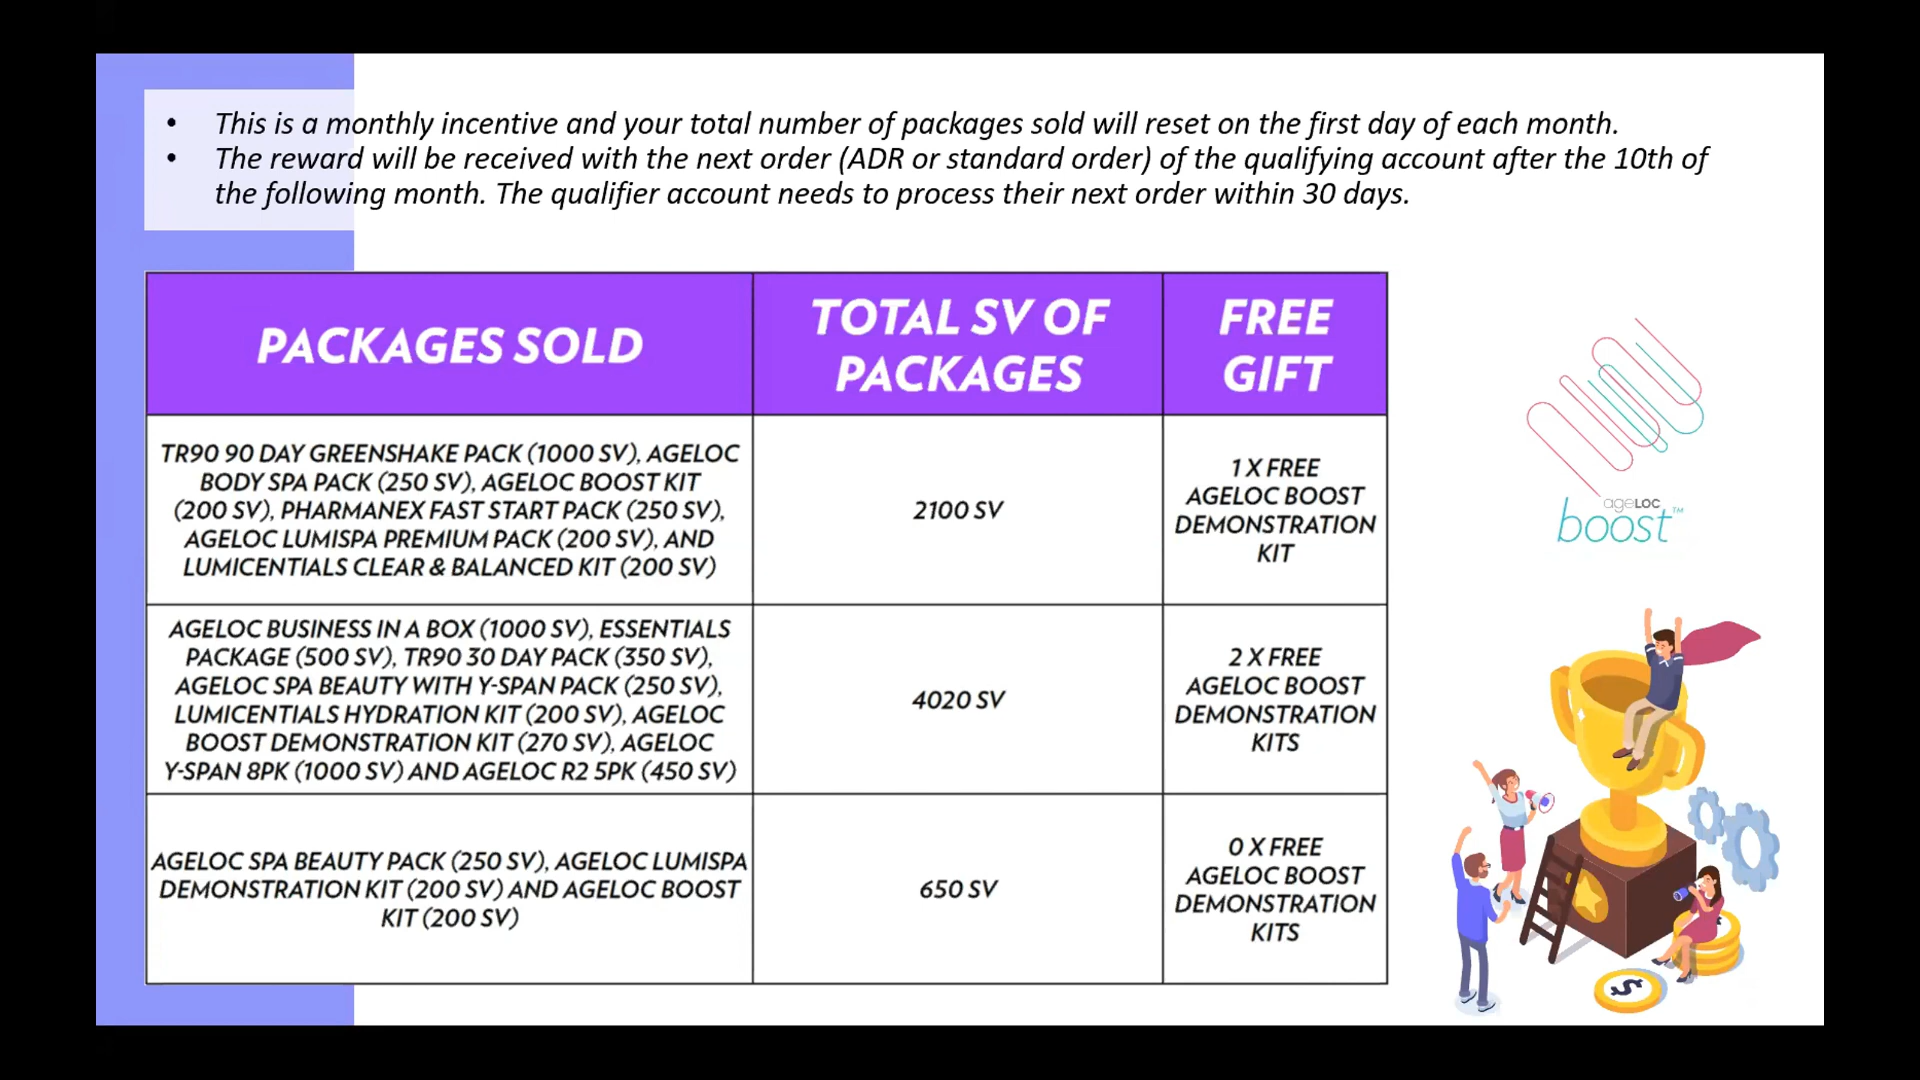 • This is a monthly incentive and your total number of packages sold will reset on the first day of each month.
• The reward will be received with the next order (ADR or standard order) of the qualifying account after the 10th of
the following month. The qualifier account needs to process their next order within 30 days.
PACKAGES SOLD
TOTAL SV OF
PACKAGES
FREE
GIFT
TR90 90 DAY GREENSHAKE PACK (1000 SV), AGELOC
BODY SPA PACK (250 SV), AGELOC BOOST KIT
(200 SV), PHARMANEX FAST START PACK (250 SV),
AGELOC LUMISPA PREMIUM PACK (200 SV), AND
LUMICENTIALS CLEAR & BALANCED KIT (200 SV)
2100 SV
1 X FREE
AGELOC BOOST
DEMONSTRATION
KIT
AGELOC BUSINESS IN A BOX (1000 SV), ESSENTIALS
PACKAGE (500 SV), TR90 30 DAY PACK (350 SV),
AGELOC SPA BEAUTY WITH Y-SPAN PACK (250 SV),
LUMICENTIALS HYDRATION KIT (200 SV), AGELOC
BOOST DEMONSTRATION KIT (270 SV), AGELOC
Y-SPAN 8PK (1000 SV) AND AGELOC R2 5PK (450 SV)
4020 SV
2 X FREE
AGELOC BOOST
DEMONSTRATION
KITS
AGELOC SPA BEAUTY PACK (250 SV), AGELOC LUMISPA
DEMONSTRATION KIT (200 SV) AND AGELOC BOOST
KIT (200 SV)
650 SV
0 X FREE
AGELOC BOOST
DEMONSTRATION
KITS
ageLOC
boost™
$